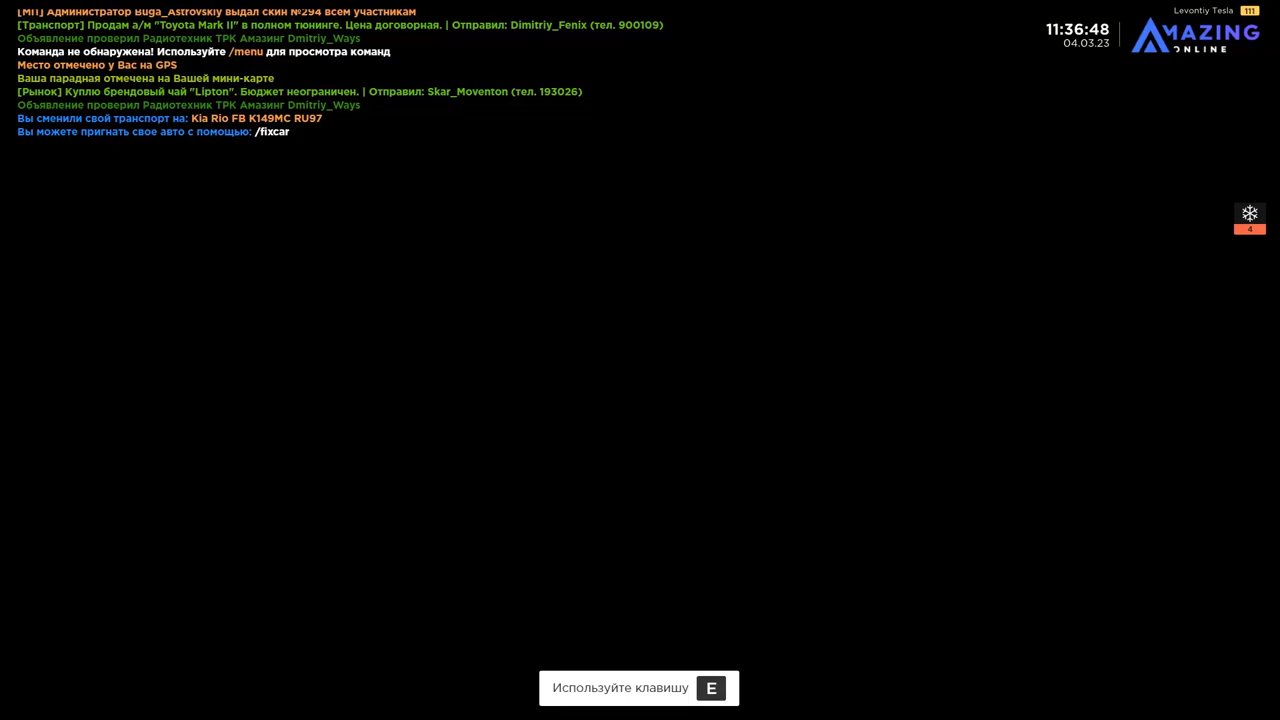 [МП] Администратор Buga_Astrovskiy выдал скин №294 всем участникам
[Транспорт] Продам а/м "Toyota Mark II" в полном тюнинге. Цена договорная. | Отправил: Dimitriy_Fenix (тел. 900109)
Объявление проверил Радиотехник ТРК Амазинг Dmitriy_Ways
Команда не обнаружена! Используйте /menu для просмотра команд
Место отмечено у Вас на GPS
Ваша парадная отмечена на Вашей мини-карте
[Рынок] Куплю брендовый чай "Lipton". Бюджет неограничен. | Отправил: Skar_Moventon (тел. 193026)
Объявление проверил Радиотехник ТРК Амазинг Dmitriy_Ways
Вы сменили свой транспорт на: Kia Rio FB K149MC RU97
Вы можете пригнать свое авто с помощью: /fixcar
Levontiy Tesla 111
11:36:48
04.03.23
AMAZING
ONLINE
4
Используйте клавишу E